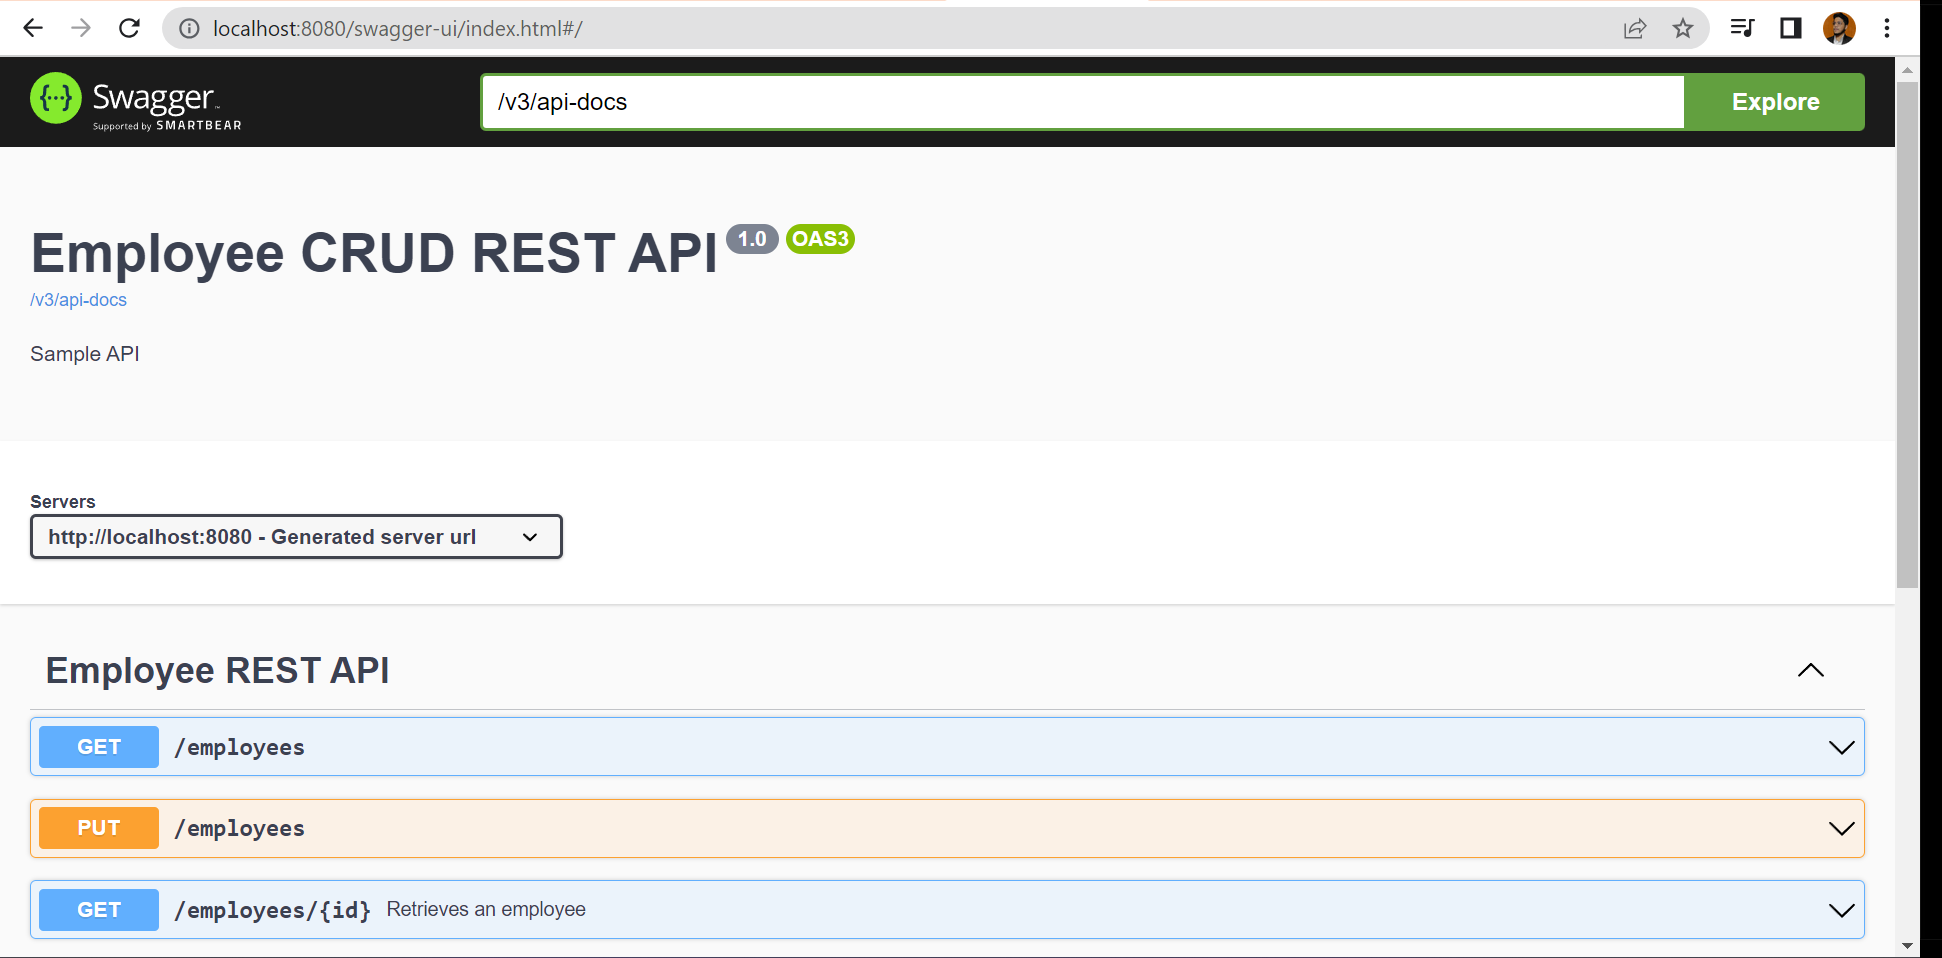 localhost:8080/swagger-ui/index.html#/
Swagger
Supported by SMARTBEAR
/v3/api-docs
Explore
Employee CRUD REST API 1.0 OAS3
/v3/api-docs
Sample API
Servers
http://localhost:8080 - Generated server url
Employee REST API
GET /employees
PUT /employees
GET /employees/{id} Retrieves an employee